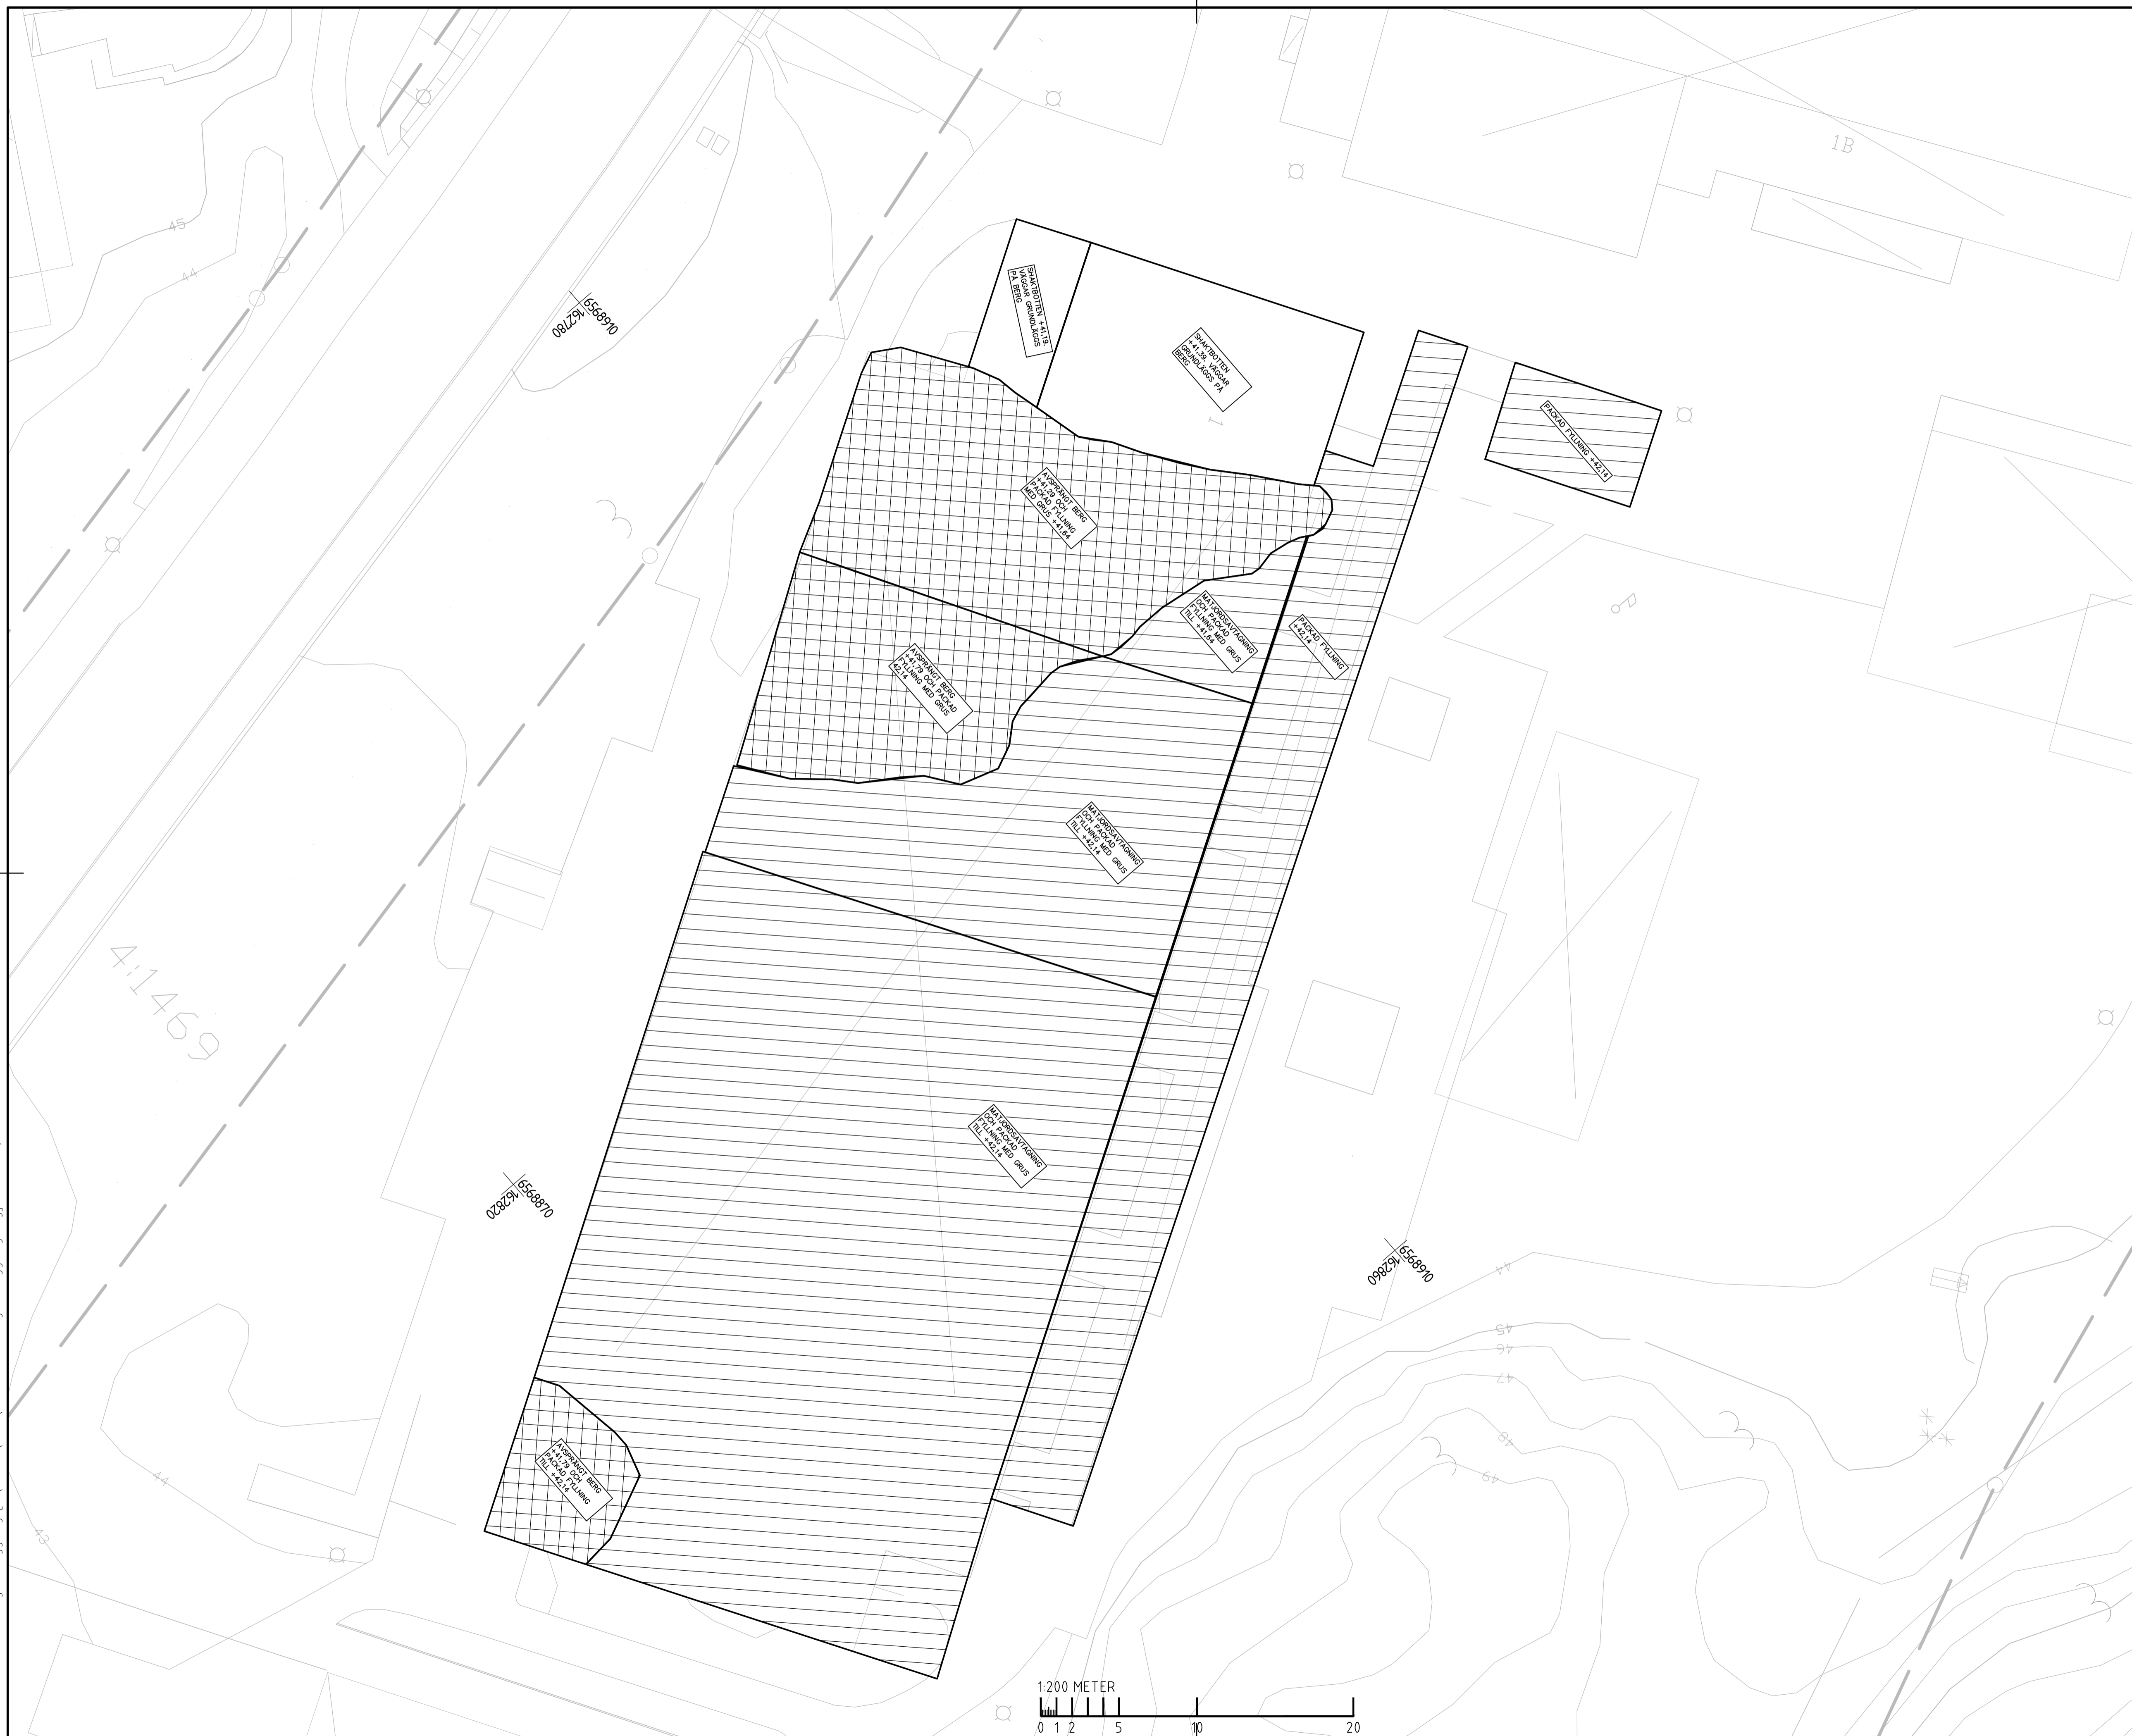 1B
45
44
6568910
162780
SHAKTBOTTEN +41,19.
VÄGGAR GRUNDLÄGGS
PÅ BERG
SHAKTBOTTEN
+41,39. VÄGGAR
GRUNDLÄGGS PÅ
BERG
1
PACKAD FYLLNING +42,14
AVSPRÄNGT BERG
+41,29 OCH
PACKAD FYLLNING
MED GRUS +41,64
MATJORDSAVTAGNING
OCH PACKAD
FYLLNING MED GRUS
TILL +41,64
PACKAD FYLLNING
+42,14
AVSPRÄNGT BERG
+41,79 OCH PACKAD
FYLLNING MED GRUS
42,14
MATJORDSAVTAGNING
OCH PACKAD
FYLLNING MED GRUS
TILL +42,14
4:1469
MATJORDSAVTAGNING
OCH PACKAD
FYLLNING MED GRUS
TILL +42,14
6568870
162820
6568910
162860
44
45
46
47
48
49
AVSPRÄNGT BERG
+41,79 OCH
PACKAD FYLLNING
TILL +42,14
44
43
1:200 METER
0 1 2 5 10 20